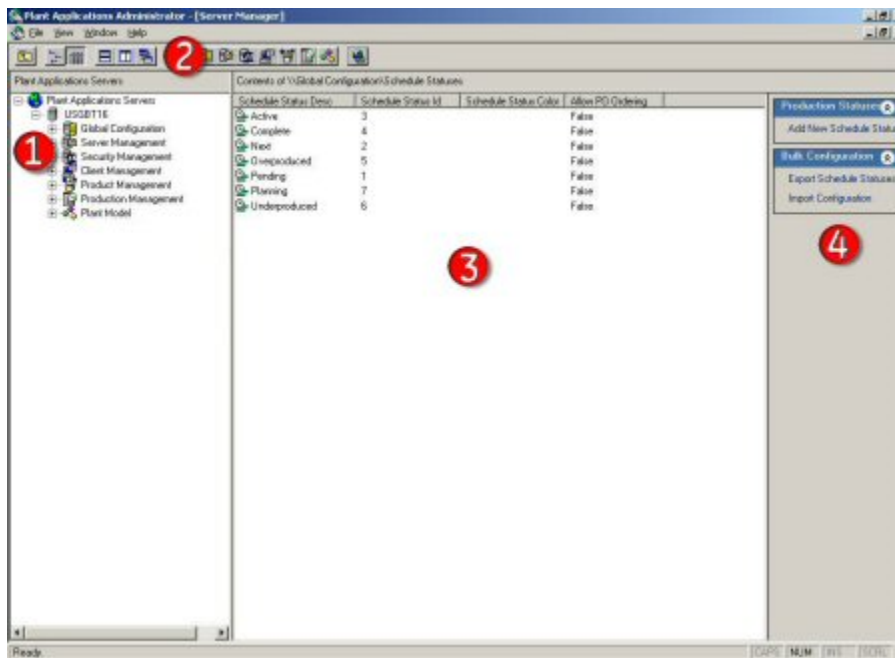 Plant Applications Administrator - [Server Manager]
File View Window Help
2
Plant Applications Servers
Contents of '\\Global Configuration\Schedule Statuses
Plant Applications Servers
USGBT16
Global Configuration
Server Management
Security Management
Client Management
Product Management
Production Management
Plant Model
1
Schedule Status Desc Schedule Status Id Schedule Status Color Allow PO Ordering
Active 3 False
Complete 4 False
Next 2 False
Overproduced 5 False
Pending 1 False
Planning 7 False
Underproduced 6 False
3
Production Statuses
Add New Schedule Statu
Bulk Configuration
Export Schedule Statuses
Import Configuration
4
Ready
CAPS NUM INS SCRL